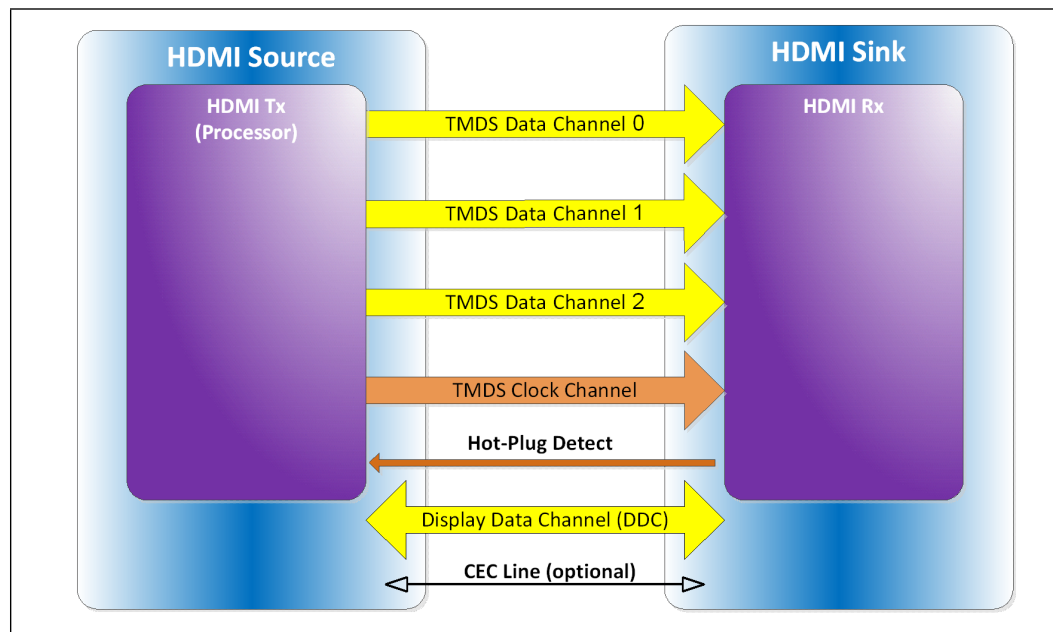 HDMI Source
HDMI Sink
HDMI Tx
(Processor)
HDMI Rx
TMDS Data Channel 0
TMDS Data Channel 1
TMDS Data Channel 2
TMDS Clock Channel
Hot-Plug Detect
Display Data Channel (DDC)
CEC Line (optional)